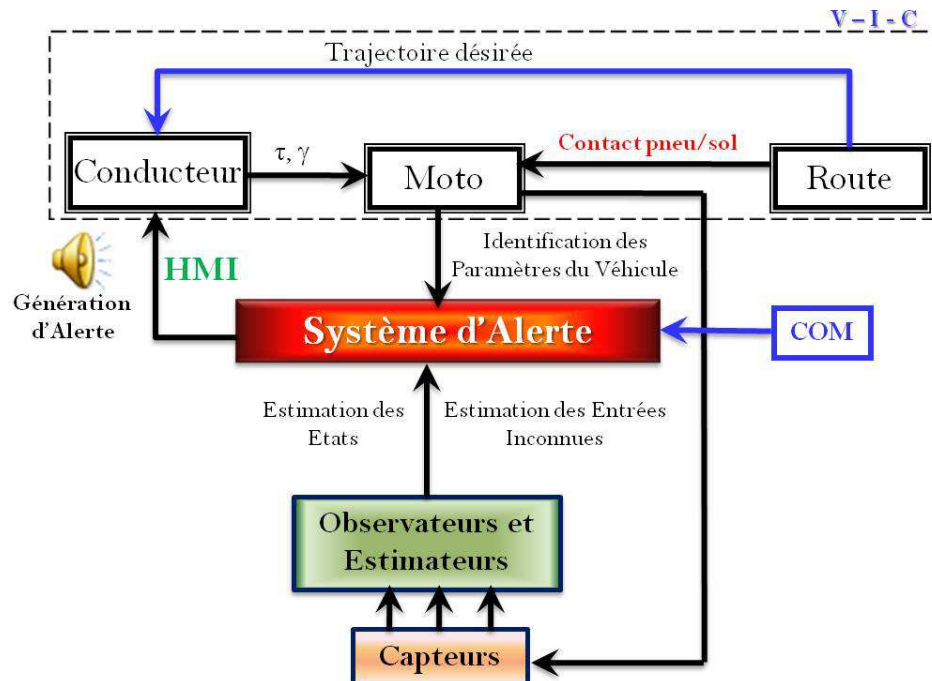 V – I - C
Trajectoire désirée
Conducteur
τ, γ
Moto
Contact pneu/sol
Route
Identification des
Paramètres du Véhicule
HMI
Génération
d'Alerte
Système d'Alerte
COM
Estimation des
Etats
Estimation des Entrées
Inconnues
Observateurs et
Estimateurs
Capteurs